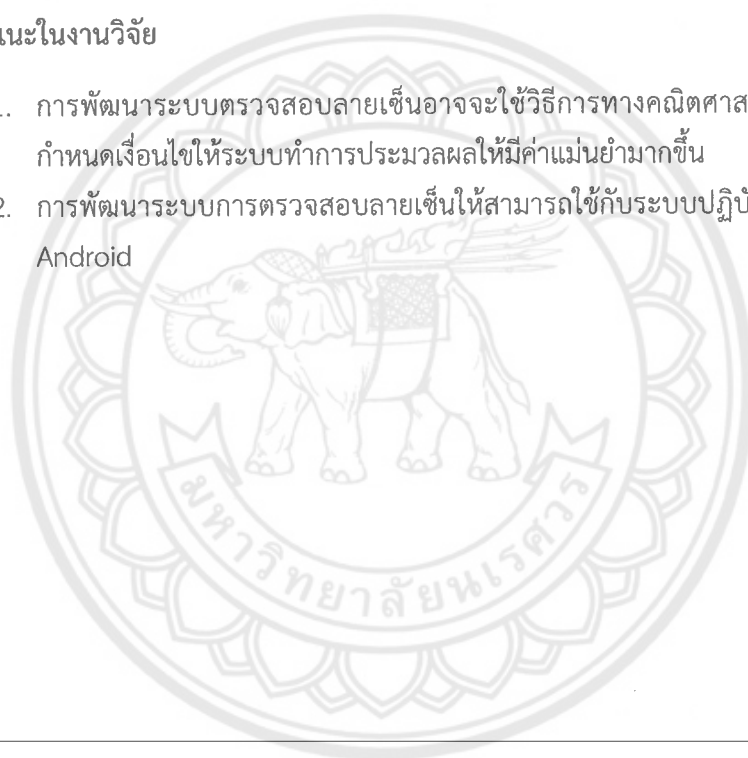 แนะในงานวิจัย
1. การพัฒนาระบบตรวจสอบลายเซ็นอาจจะใช้วิธีการทางคณิตศาส
กำหนดเงื่อนไขให้ระบบทำการประมวลผลให้มีค่าแม่นยำมากขึ้น
2. การพัฒนาระบบการตรวจสอบลายเซ็นให้สามารถใช้กับระบบปฏิบั
Android
มหาวิทยาลัยนเรศวร